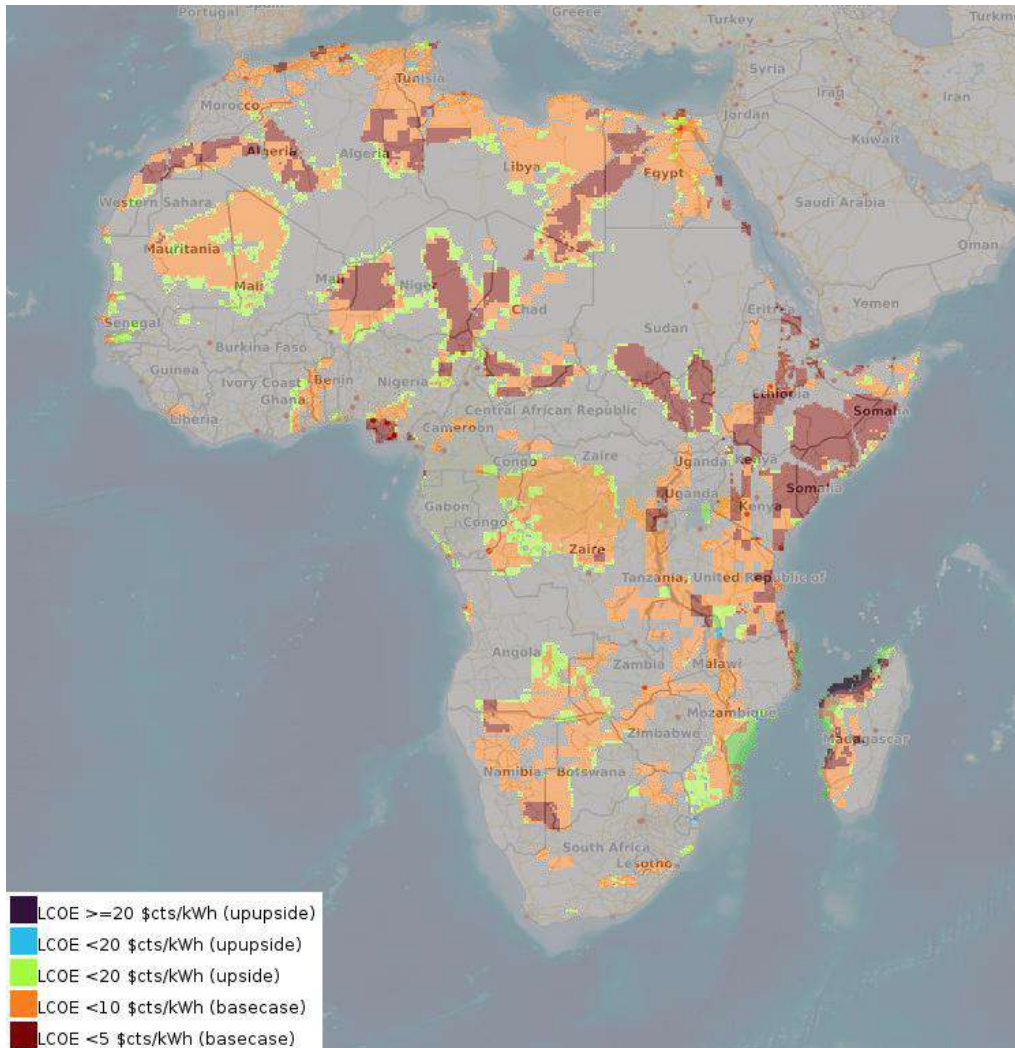 Portugal
Spain
Greece
Turkey
Turkm
Syria
Iraq
Iran
Tunisia
Morocco
Jordan
Kuwait
Algeria
Algeria
Libya
Egypt
Western Sahara
Saudi Arabia
Oman
Mauritania
Mali
Mali
Niger
Chad
Sudan
Eritrea
Yemen
Senegal
Burkina Faso
Guinea
Ivory Coast
Benin
Nigeria
Ghana
Liberia
Ethiopia
Somalia
Central African Republic
Cameroon
Congo
Zaire
Uganda
Kenya
Uganda
Somalia
Gabon
Kenya
Congo
Zaire
Tanzania, United Republic of
Angola
Zambia
Malawi
Mozambique
Zimbabwe
Madagascar
Namibia
Botswana
South Africa
Lesotho
LCOE >=20 $cts/kWh (upupside)
LCOE <20 $cts/kWh (upupside)
LCOE <20 $cts/kWh (upside)
LCOE <10 $cts/kWh (basecase)
LCOE <5 $cts/kWh (basecase)